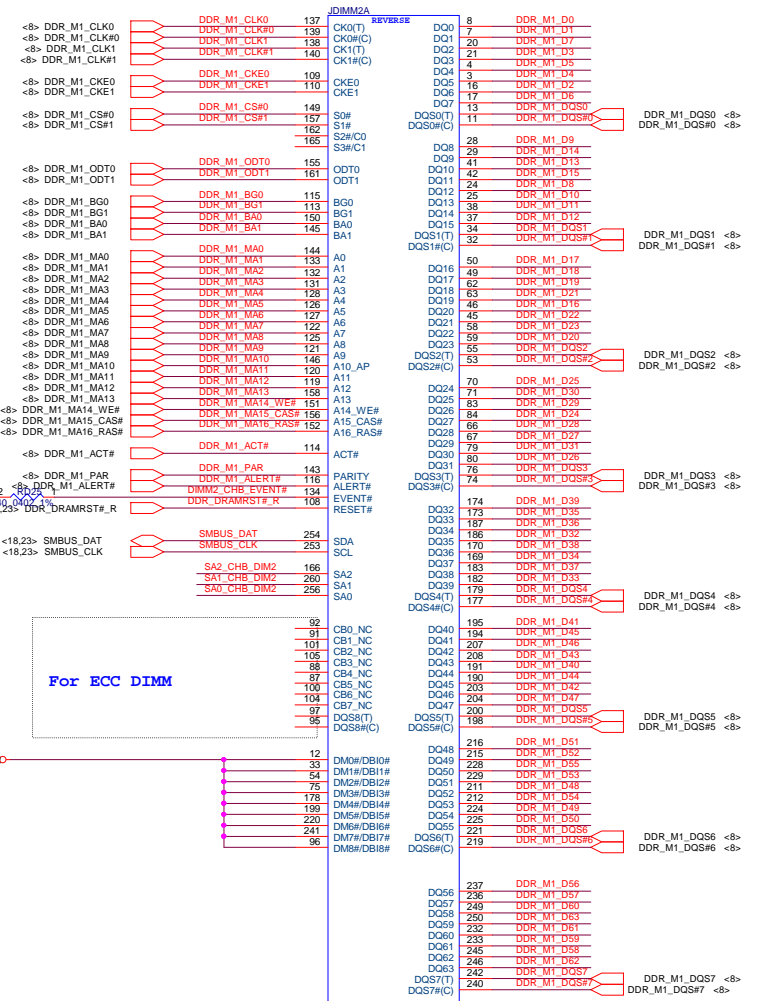 JDIMM2A
REVERSE
<8> DDR_M1_CLK0 DDR_M1_CLK0 137 CK0(T)
<8> DDR_M1_CLK#0 DDR_M1_CLK#0 139 CK0#(C)
<8> DDR_M1_CLK1 DDR_M1_CLK1 138 CK1(T)
<8> DDR_M1_CLK#1 DDR_M1_CLK#1 140 CK1#(C)
<8> DDR_M1_CKE0 DDR_M1_CKE0 109 CKE0
<8> DDR_M1_CKE1 DDR_M1_CKE1 110 CKE1
<8> DDR_M1_CS#0 DDR_M1_CS#0 149 S0#
<8> DDR_M1_CS#1 DDR_M1_CS#1 157 S1#
162 S2#/C0
165 S3#/C1
<8> DDR_M1_ODT0 DDR_M1_ODT0 155 ODT0
<8> DDR_M1_ODT1 DDR_M1_ODT1 161 ODT1
<8> DDR_M1_BG0 DDR_M1_BG0 115 BG0
<8> DDR_M1_BG1 DDR_M1_BG1 113 BG1
<8> DDR_M1_BA0 DDR_M1_BA0 150 BA0
<8> DDR_M1_BA1 DDR_M1_BA1 145 BA1
<8> DDR_M1_MA0 DDR_M1_MA0 144 A0
<8> DDR_M1_MA1 DDR_M1_MA1 133 A1
<8> DDR_M1_MA2 DDR_M1_MA2 132 A2
<8> DDR_M1_MA3 DDR_M1_MA3 131 A3
<8> DDR_M1_MA4 DDR_M1_MA4 128 A4
<8> DDR_M1_MA5 DDR_M1_MA5 126 A5
<8> DDR_M1_MA6 DDR_M1_MA6 127 A6
<8> DDR_M1_MA7 DDR_M1_MA7 122 A7
<8> DDR_M1_MA8 DDR_M1_MA8 125 A8
<8> DDR_M1_MA9 DDR_M1_MA9 121 A9
<8> DDR_M1_MA10 DDR_M1_MA10 146 A10_AP
<8> DDR_M1_MA11 DDR_M1_MA11 120 A11
<8> DDR_M1_MA12 DDR_M1_MA12 119 A12
<8> DDR_M1_MA13 DDR_M1_MA13 158 A13
<8> DDR_M1_MA14_WE# DDR_M1_MA14_WE# 151 A14_WE#
<8> DDR_M1_MA15_CAS# DDR_M1_MA15_CAS# 156 A15_CAS#
<8> DDR_M1_MA16_RAS# DDR_M1_MA16_RAS# 152 A16_RAS#
<8> DDR_M1_ACT# DDR_M1_ACT# 114 ACT#
<8> DDR_M1_PAR DDR_M1_PAR 143 PARITY
<8> DDR_M1_ALERT# DDR_M1_ALERT# 116 ALERT#
2 RD25 1 DIMM2_CHB_EVENT# 134 EVENT#
40_0402_1%
,23> DDR_DRAMRST#_R DDR_DRAMRST#_R 108 RESET#
<18,23> SMBUS_DAT SMBUS_DAT 254 SDA
<18,23> SMBUS_CLK SMBUS_CLK 253 SCL
SA2_CHB_DIM2 166 SA2
SA1_CHB_DIM2 260 SA1
SA0_CHB_DIM2 256 SA0
For ECC DIMM
92 CB0_NC
91 CB1_NC
101 CB2_NC
105 CB3_NC
88 CB4_NC
87 CB5_NC
100 CB6_NC
104 CB7_NC
97 DQS8(T)
95 DQS8#(C)
12 DM0#/DBI0#
33 DM1#/DBI1#
54 DM2#/DBI2#
75 DM3#/DBI3#
178 DM4#/DBI4#
199 DM5#/DBI5#
220 DM6#/DBI6#
241 DM7#/DBI7#
96 DM8#/DBI8#
DQ0 8 DDR_M1_D0
DQ1 7 DDR_M1_D1
DQ2 20 DDR_M1_D7
DQ3 21 DDR_M1_D3
DQ4 4 DDR_M1_D5
DQ5 3 DDR_M1_D4
DQ6 16 DDR_M1_D2
DQ7 17 DDR_M1_D6
DQS0(T) 13 DDR_M1_DQS0 DDR_M1_DQS0 <8>
DQS0#(C) 11 DDR_M1_DQS#0 DDR_M1_DQS#0 <8>
DQ8 28 DDR_M1_D9
DQ9 29 DDR_M1_D14
DQ10 41 DDR_M1_D13
DQ11 42 DDR_M1_D15
DQ12 24 DDR_M1_D8
DQ13 25 DDR_M1_D10
DQ14 38 DDR_M1_D11
DQ15 37 DDR_M1_D12
DQS1(T) 34 DDR_M1_DQS1 DDR_M1_DQS1 <8>
DQS1#(C) 32 DDR_M1_DQS#1 DDR_M1_DQS#1 <8>
DQ16 50 DDR_M1_D17
DQ17 49 DDR_M1_D18
DQ18 62 DDR_M1_D19
DQ19 63 DDR_M1_D21
DQ20 46 DDR_M1_D16
DQ21 45 DDR_M1_D22
DQ22 58 DDR_M1_D23
DQ23 59 DDR_M1_D20
DQS2(T) 55 DDR_M1_DQS2 DDR_M1_DQS2 <8>
DQS2#(C) 53 DDR_M1_DQS#2 DDR_M1_DQS#2 <8>
DQ24 70 DDR_M1_D25
DQ25 71 DDR_M1_D30
DQ26 83 DDR_M1_D29
DQ27 84 DDR_M1_D24
DQ28 66 DDR_M1_D28
DQ29 67 DDR_M1_D27
DQ30 79 DDR_M1_D31
DQ31 80 DDR_M1_D26
DQS3(T) 76 DDR_M1_DQS3 DDR_M1_DQS3 <8>
DQS3#(C) 74 DDR_M1_DQS#3 DDR_M1_DQS#3 <8>
DQ32 174 DDR_M1_D39
DQ33 173 DDR_M1_D35
DQ34 187 DDR_M1_D36
DQ35 186 DDR_M1_D32
DQ36 170 DDR_M1_D38
DQ37 169 DDR_M1_D34
DQ38 183 DDR_M1_D37
DQ39 182 DDR_M1_D33
DQS4(T) 179 DDR_M1_DQS4 DDR_M1_DQS4 <8>
DQS4#(C) 177 DDR_M1_DQS#4 DDR_M1_DQS#4 <8>
DQ40 195 DDR_M1_D41
DQ41 194 DDR_M1_D45
DQ42 207 DDR_M1_D46
DQ43 208 DDR_M1_D43
DQ44 191 DDR_M1_D40
DQ45 190 DDR_M1_D44
DQ46 203 DDR_M1_D42
DQ47 204 DDR_M1_D47
DQS5(T) 200 DDR_M1_DQS5 DDR_M1_DQS5 <8>
DQS5#(C) 198 DDR_M1_DQS#5 DDR_M1_DQS#5 <8>
DQ48 216 DDR_M1_D51
DQ49 215 DDR_M1_D52
DQ50 228 DDR_M1_D55
DQ51 229 DDR_M1_D53
DQ52 211 DDR_M1_D48
DQ53 212 DDR_M1_D54
DQ54 224 DDR_M1_D49
DQ55 225 DDR_M1_D50
DQS6(T) 221 DDR_M1_DQS6 DDR_M1_DQS6 <8>
DQS6#(C) 219 DDR_M1_DQS#6 DDR_M1_DQS#6 <8>
DQ56 237 DDR_M1_D56
DQ57 236 DDR_M1_D57
DQ58 249 DDR_M1_D60
DQ59 250 DDR_M1_D63
DQ60 232 DDR_M1_D61
DQ61 233 DDR_M1_D59
DQ62 245 DDR_M1_D58
DQ63 246 DDR_M1_D62
DQS7(T) 242 DDR_M1_DQS7 DDR_M1_DQS7 <8>
DQS7#(C) 240 DDR_M1_DQS#7 DDR_M1_DQS#7 <8>